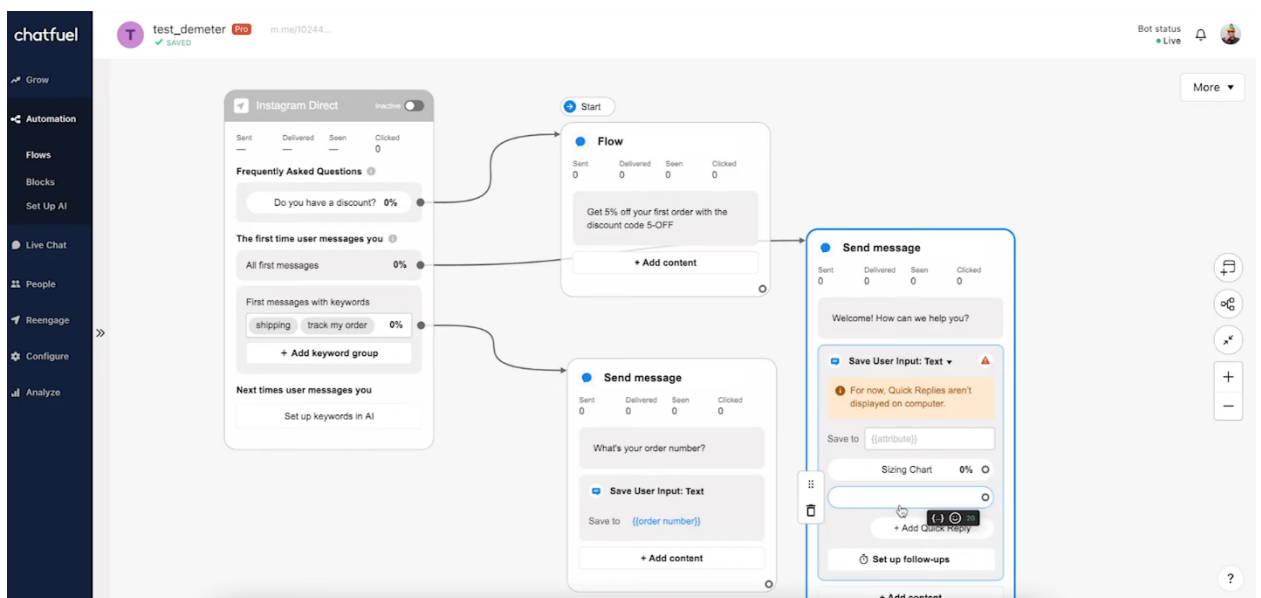 chatfuel
T
test_demeter Pro
m.me/10244...
SAVED
Bot status
Live
Grow
Automation
Flows
Blocks
Set Up AI
Live Chat
People
Reengage
Configure
Analyze
More
Instagram Direct
Inactive
Sent Delivered Seen Clicked
— — — 0
Frequently Asked Questions
Do you have a discount? 0%
The first time user messages you
All first messages 0%
First messages with keywords
shipping track my order 0%
+ Add keyword group
Next times user messages you
Set up keywords in AI
Start
Flow
Sent Delivered Seen Clicked
0 0 0 0
Get 5% off your first order with the
discount code 5-OFF
+ Add content
Send message
Sent Delivered Seen Clicked
0 0 0 0
What's your order number?
Save User Input: Text
Save to {{order number}}
+ Add content
Send message
Sent Delivered Seen Clicked
0 0 0 0
Welcome! How can we help you?
Save User Input: Text
For now, Quick Replies aren't
displayed on computer.
Save to {{attribute}}
Sizing Chart 0%
{...} 20
+ Add Quick Reply
Set up follow-ups
+ Add content
+
−
?